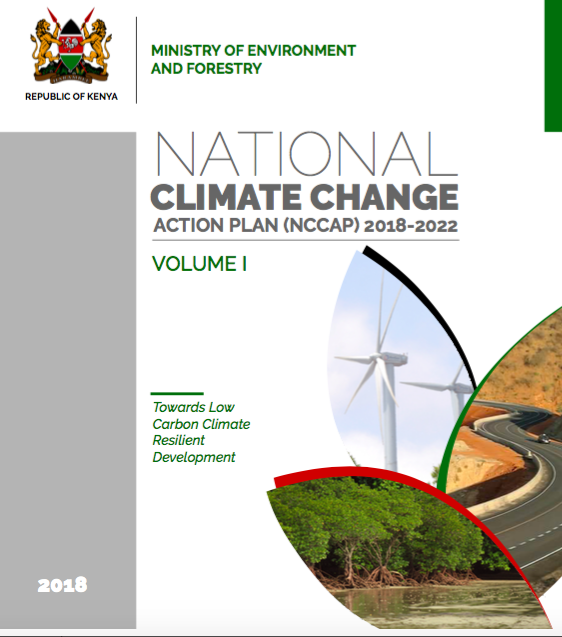 REPUBLIC OF KENYA
MINISTRY OF ENVIRONMENT
AND FORESTRY
NATIONAL
CLIMATE CHANGE
ACTION PLAN (NCCAP) 2018-2022
VOLUME I
Towards Low
Carbon Climate
Resilient
Development
2018